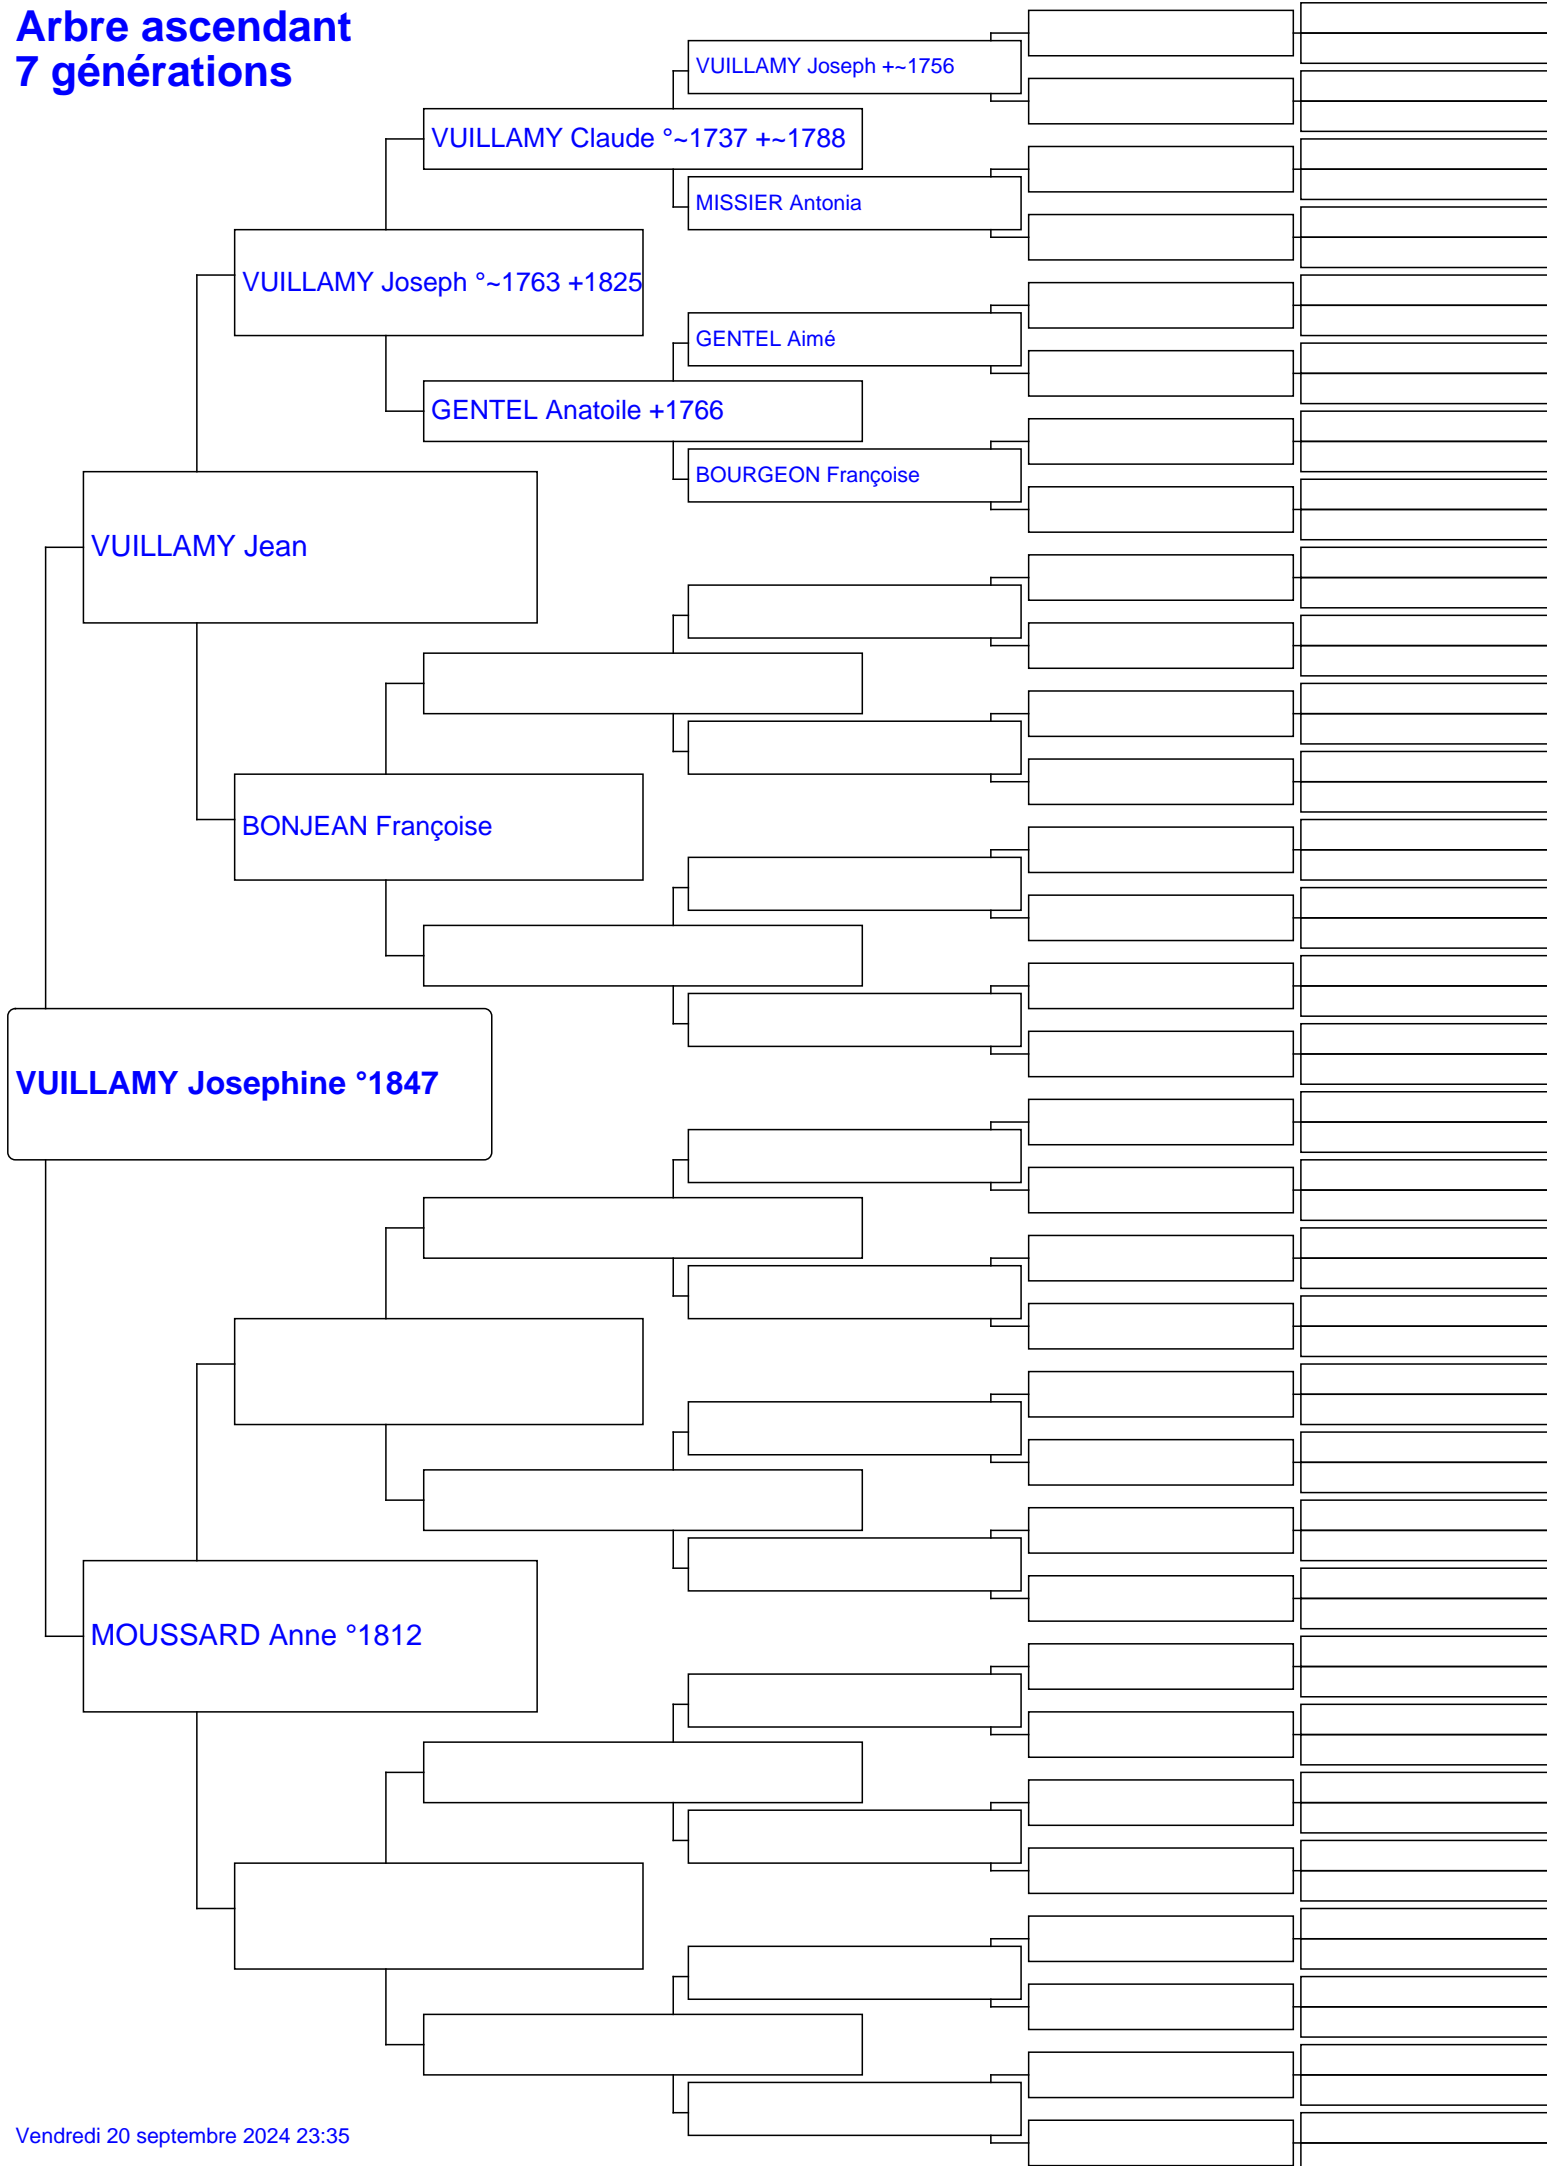 Arbre ascendant
7 générations
VUILLAMY Joseph +~1756
VUILLAMY Claude °~1737 +~1788
MISSIER Antonia
VUILLAMY Joseph °~1763 +1825
GENTEL Aimé
GENTEL Anatoile +1766
BOURGEON Françoise
VUILLAMY Jean
BONJEAN Françoise
VUILLAMY Josephine °1847
MOUSSARD Anne °1812
Vendredi 20 septembre 2024 23:35